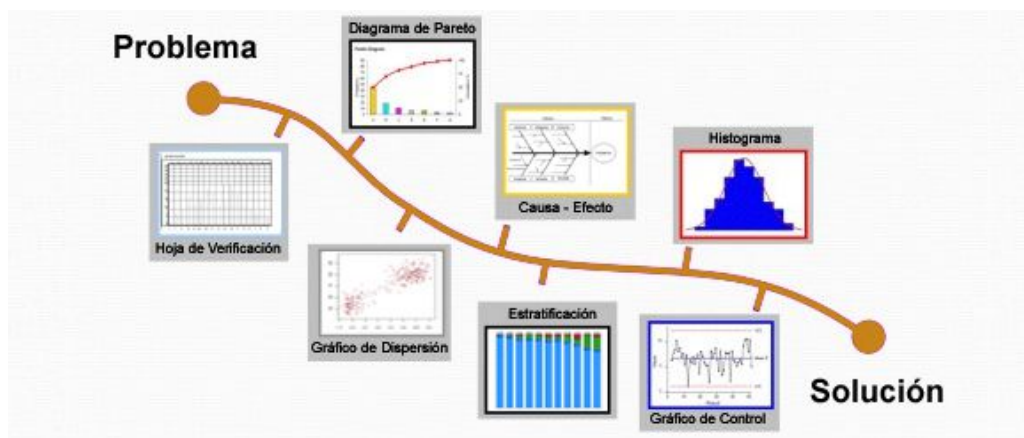 Problema
Diagrama de Pareto
Hoja de Verificación
Causa - Efecto
Histograma
Gráfico de Dispersión
Estratificación
Gráfico de Control
Solución